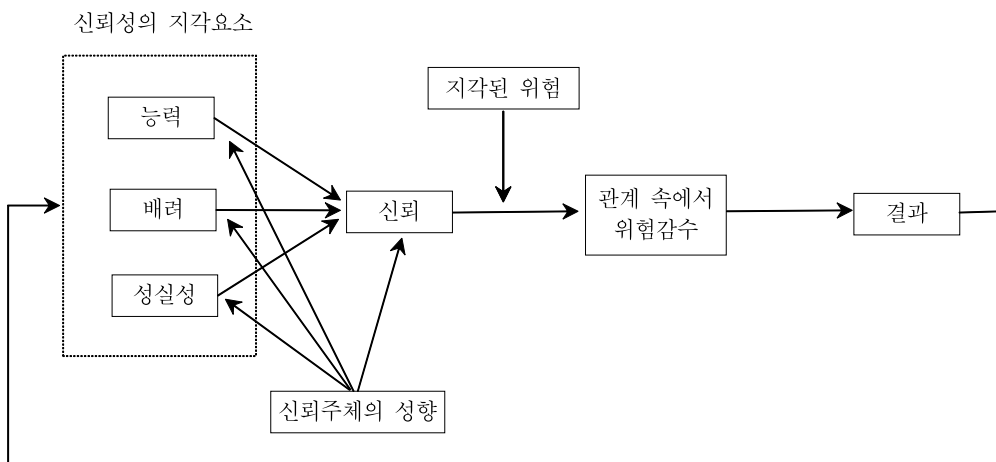 신뢰성의 지각요소
지각된 위험
능력
배려
신뢰
관계 속에서
위험감수
결과
성실성
신뢰주체의 성향